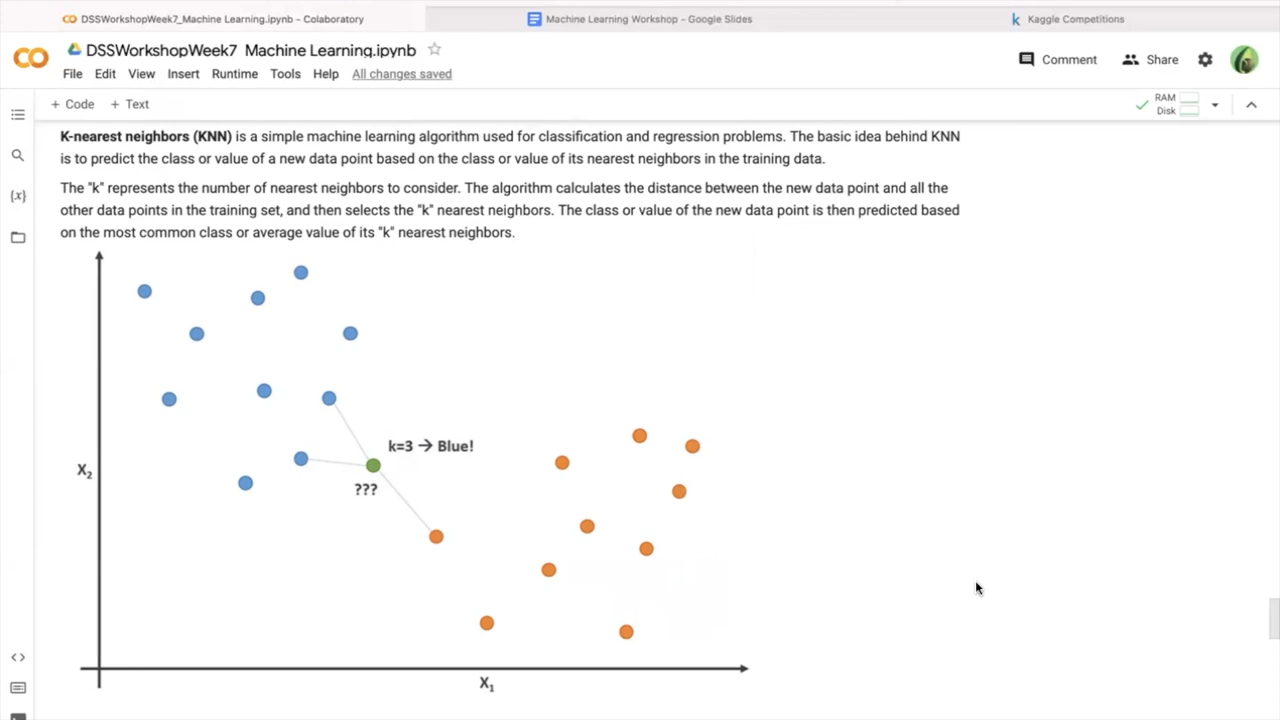 DSSWorkshopWeek7_Machine Learning.ipynb - Colaboratory
Machine Learning Workshop - Google Slides
Kaggle Competitions
DSSWorkshopWeek7 Machine Learning.ipynb
Comment
Share
File Edit View Insert Runtime Tools Help All changes saved
+ Code + Text
RAM
Disk
K-nearest neighbors (KNN) is a simple machine learning algorithm used for classification and regression problems. The basic idea behind KNN
is to predict the class or value of a new data point based on the class or value of its nearest neighbors in the training data.
The "k" represents the number of nearest neighbors to consider. The algorithm calculates the distance between the new data point and all the
other data points in the training set, and then selects the "k" nearest neighbors. The class or value of the new data point is then predicted based
on the most common class or average value of its "k" nearest neighbors.
k=3 → Blue!
X₂
???
X₁